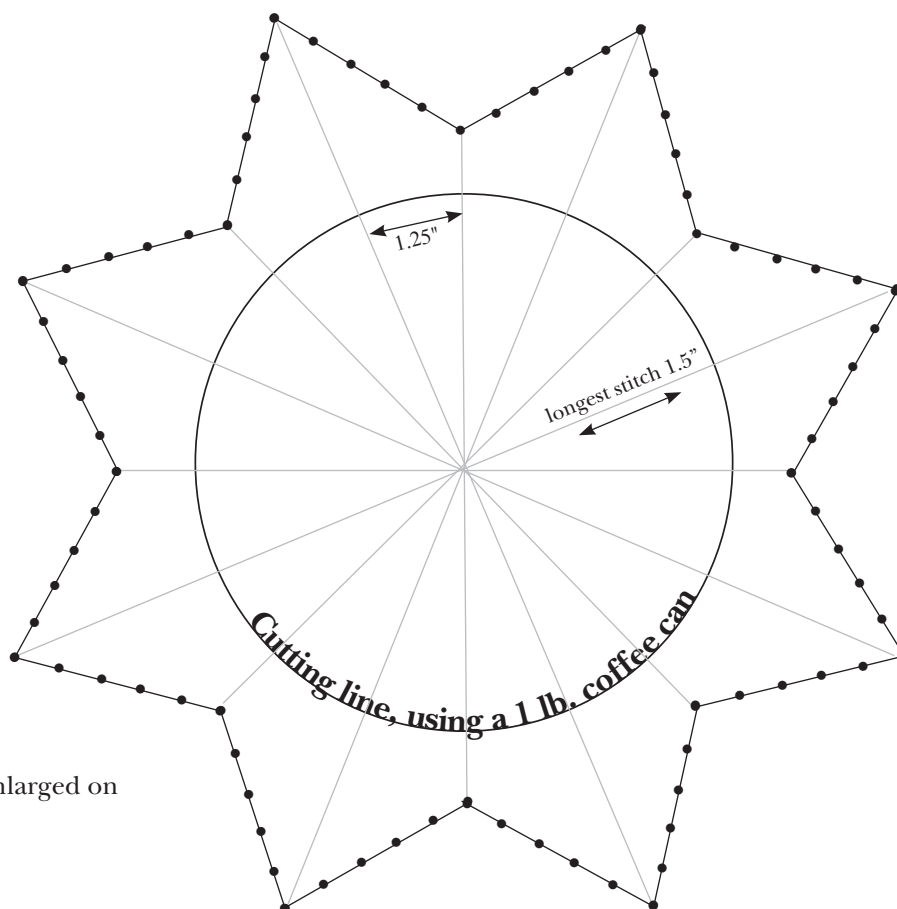 1.25"
longest stitch 1.5”
Cutting line, using a 1 lb. coffee can
nlarged on